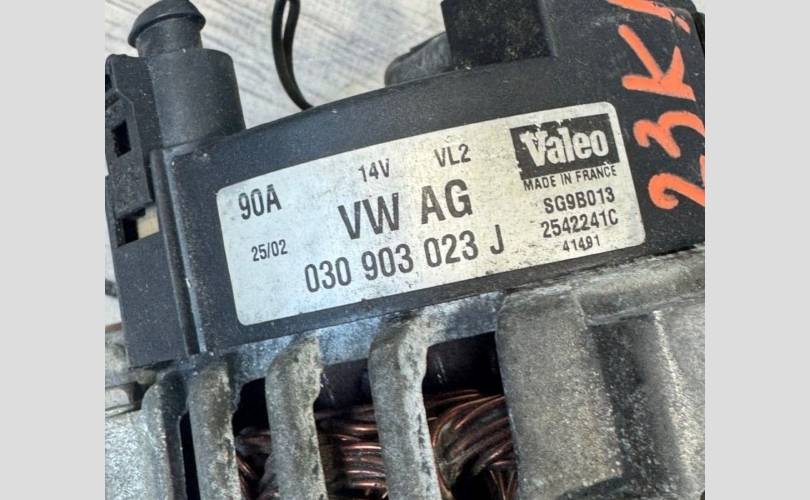 90A 14V VL2 Valeo
MADE IN FRANCE
VW AG SG9B013
25/02 2542241C
030 903 023 J 41491
23K